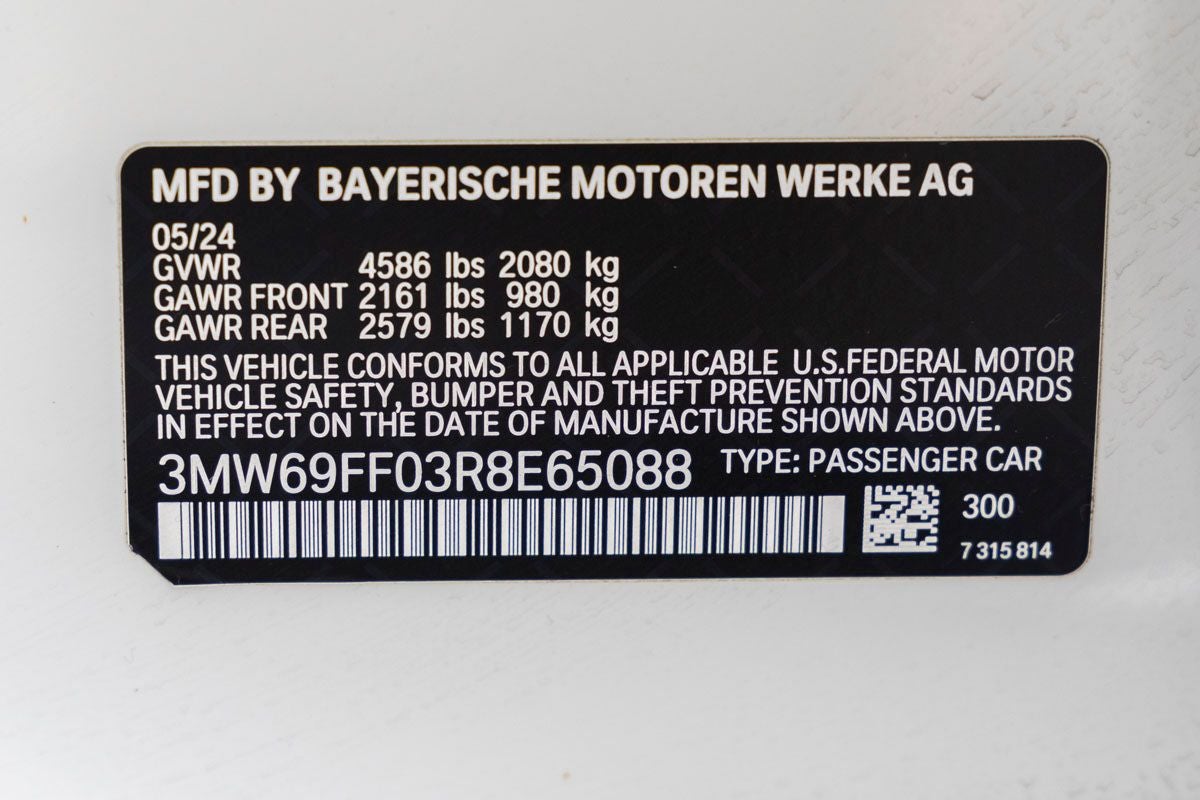 MFD BY BAYERISCHE MOTOREN WERKE AG
05/24
GVWR 4586 lbs 2080 kg
GAWR FRONT 2161 lbs 980 kg
GAWR REAR 2579 lbs 1170 kg
THIS VEHICLE CONFORMS TO ALL APPLICABLE U.S.FEDERAL MOTOR
VEHICLE SAFETY, BUMPER AND THEFT PREVENTION STANDARDS
IN EFFECT ON THE DATE OF MANUFACTURE SHOWN ABOVE.
3MW69FF03R8E65088 TYPE: PASSENGER CAR
300
7 315 814